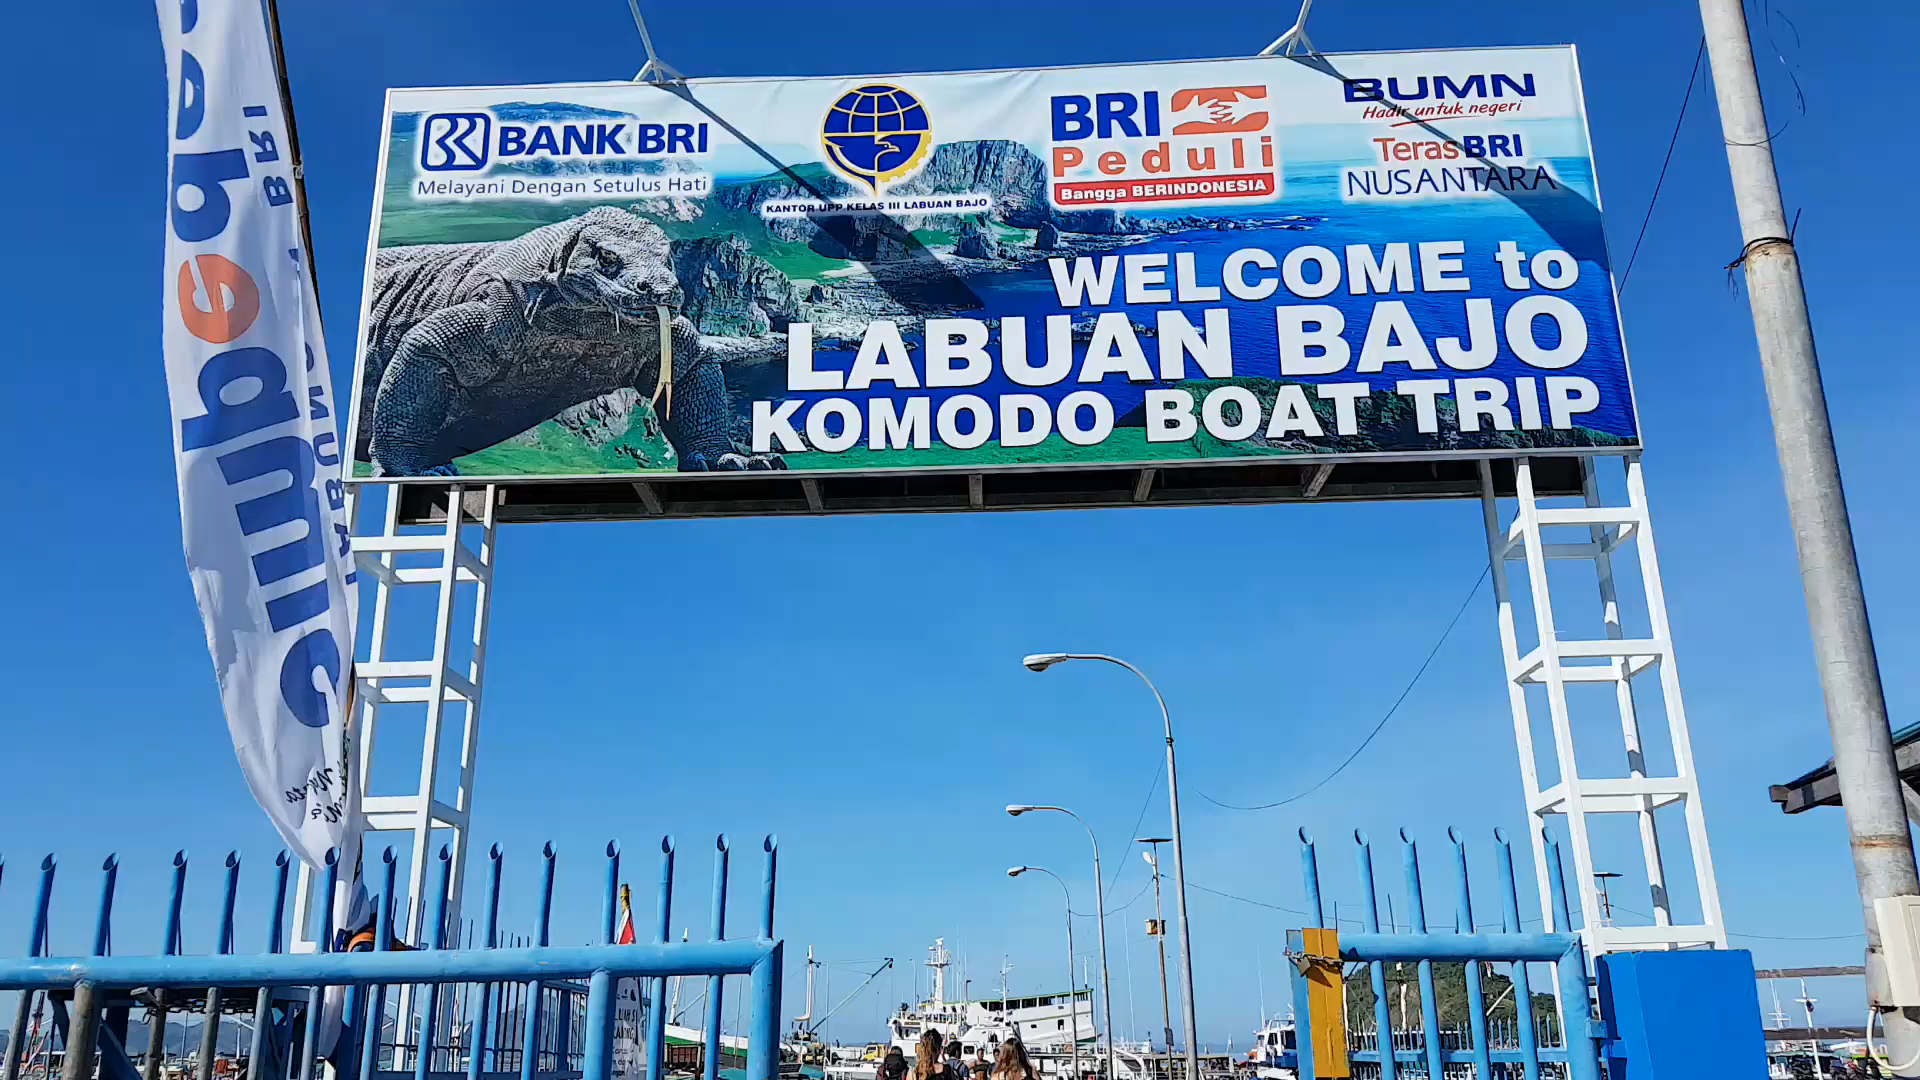 BANK BRI
Melayani Dengan Setulus Hati
KANTOR UPP KELAS III LABUAN BAJO
BRI
Peduli
Bangga BERINDONESIA
BUMN
Hadir untuk negeri
Teras BRI
NUSANTARA
WELCOME to
LABUAN BAJO
KOMODO BOAT TRIP
BRI